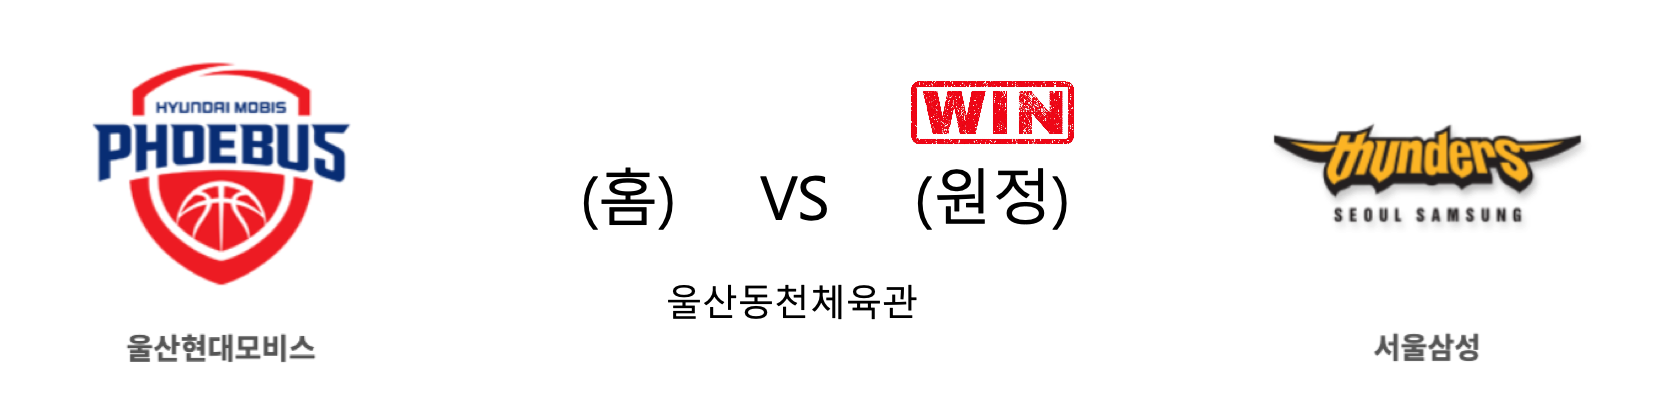 HYUNDAI MOBIS
PHOEBUS
울산현대모비스
(홈) VS (원정)
WIN
울산동천체육관
thunders
SEOUL SAMSUNG
서울삼성